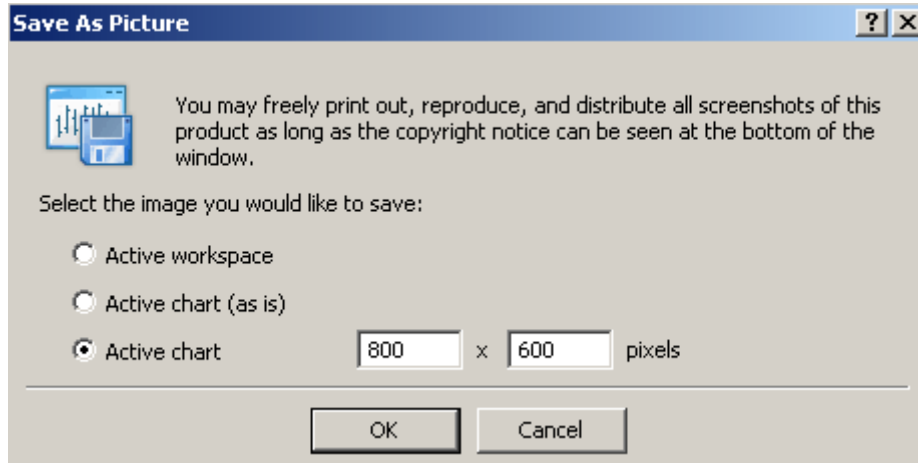 Save As Picture
You may freely print out, reproduce, and distribute all screenshots of this
product as long as the copyright notice can be seen at the bottom of the
window.
Select the image you would like to save:
Active workspace
Active chart (as is)
Active chart 800 x 600 pixels
OK Cancel